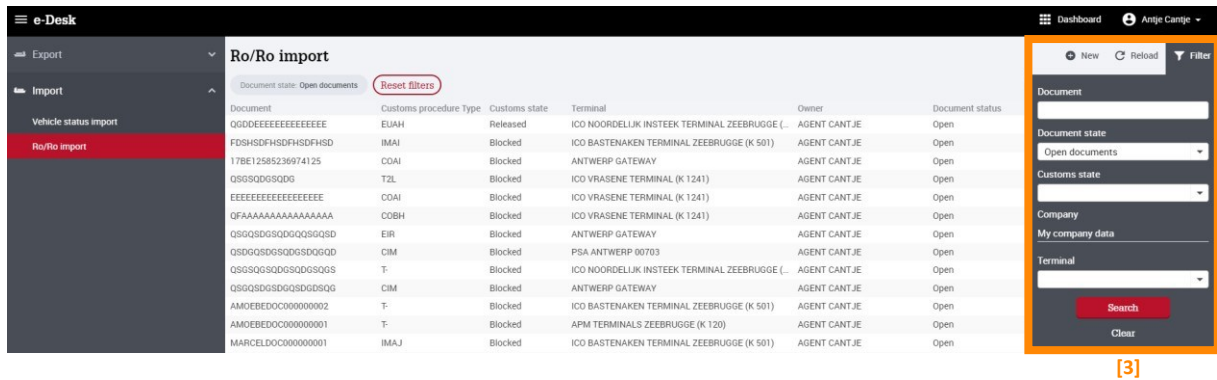 e-Desk
Dashboard
Antje Cantje
Export
Import
Vehicle status import
Ro/Ro import
Ro/Ro import
Document state: Open documents
Reset filters
Document Customs procedure Type Customs state Terminal Owner Document status
QGDDEEEEEEEEEEEEEE EUAH Released ICO NOORDELIJK INSTEEK TERMINAL ZEEBRUGGE (... AGENT CANTJE Open
FDSHSDFHSDFHSDFHSD IMAI Blocked ICO BASTENAKEN TERMINAL ZEEBRUGGE (K 501) AGENT CANTJE Open
17BE12585236974125 COAI Blocked ANTWERP GATEWAY AGENT CANTJE Open
QSGSQDGSQDG T2L Blocked ICO VRASENE TERMINAL (K 1241) AGENT CANTJE Open
EEEEEEEEEEEEEEEEE COAI Blocked ICO VRASENE TERMINAL (K 1241) AGENT CANTJE Open
QFAAAAAAAAAAAAAAAA COBH Blocked ICO VRASENE TERMINAL (K 1241) AGENT CANTJE Open
QSGQSDGSQDGQQSGQSD EIR Blocked ANTWERP GATEWAY AGENT CANTJE Open
QSDGQSDGSQDGSDQGQD CIM Blocked PSA ANTWERP 00703 AGENT CANTJE Open
QSGSQGSQDGSQDGSQGS T- Blocked ICO NOORDELIJK INSTEEK TERMINAL ZEEBRUGGE (... AGENT CANTJE Open
QSGQSDGSDGQSDGDSQG CIM Blocked ANTWERP GATEWAY AGENT CANTJE Open
AMOEBEDOC000000002 T- Blocked ICO BASTENAKEN TERMINAL ZEEBRUGGE (K 501) AGENT CANTJE Open
AMOEBEDOC000000001 T- Blocked APM TERMINALS ZEEBRUGGE (K 120) AGENT CANTJE Open
MARCELDOC000000001 IMAJ Blocked ICO BASTENAKEN TERMINAL ZEEBRUGGE (K 501) AGENT CANTJE Open
New Reload Filter
Document
Document state
Open documents
Customs state
Company
My company data
Terminal
Search
Clear
[3]